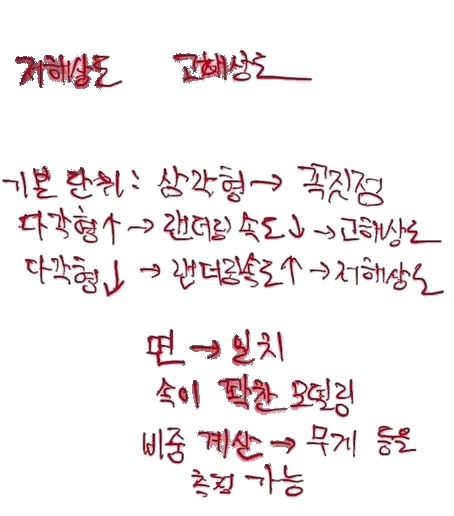 저해상도 고해상도
기본 단위: 삼각형 → 꼭짓점
다각형↑ → 랜더링 속도↓ → 고해상도
다각형↓ → 랜더링속도↑ → 저해상도
면 → 일치
속이 꽉찬 모델링
비중 계산 → 무게 등을
측정 가능